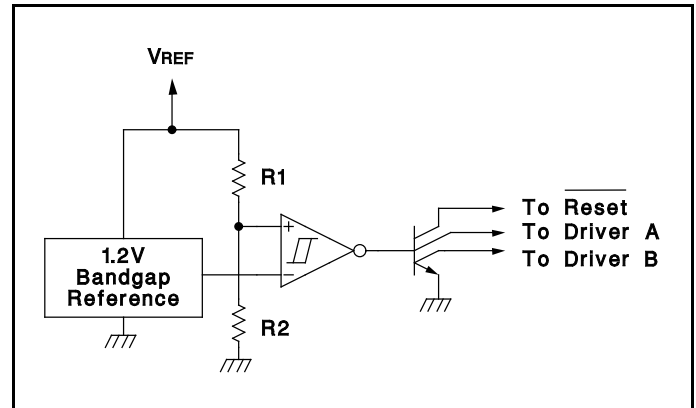 VREF
R1
+
−
1.2V
Bandgap
Reference
R2
To Reset
To Driver A
To Driver B